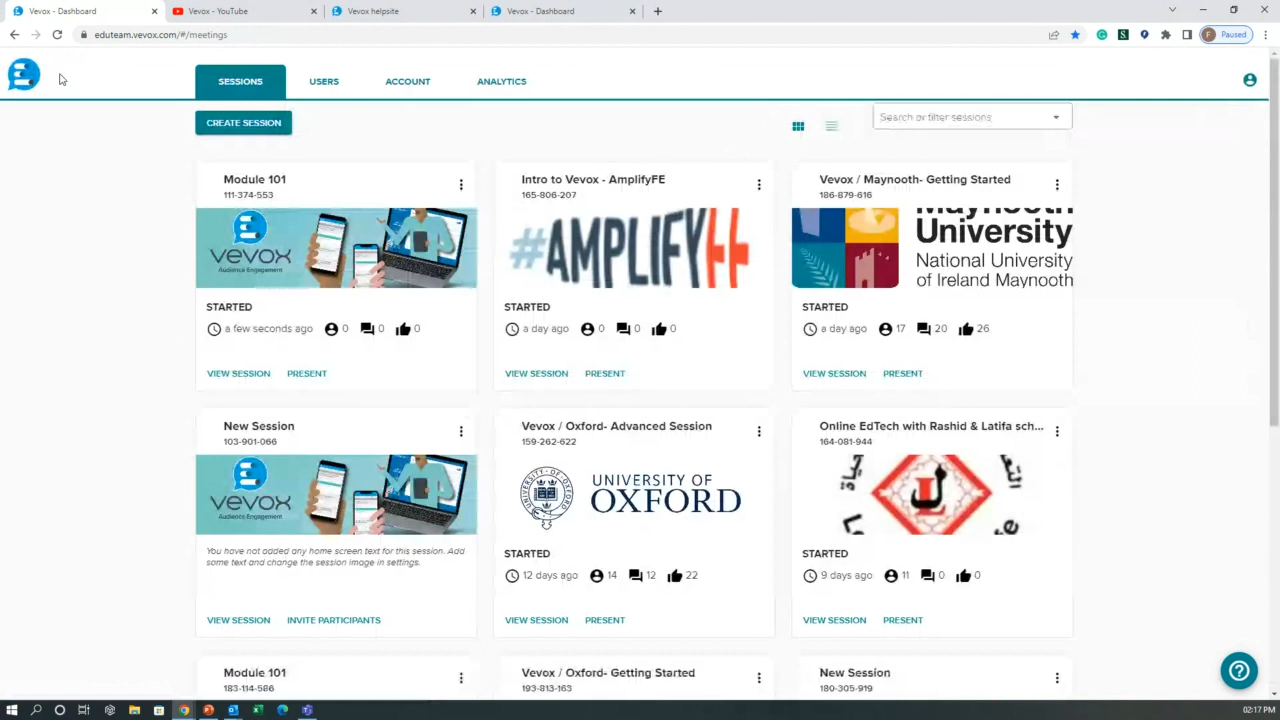 Vevox - Dashboard
Vevox - YouTube
Vevox helpsite
Vevox - Dashboard
eduteam.vevox.com/#/meetings
Paused
SESSIONS
USERS
ACCOUNT
ANALYTICS
CREATE SESSION
Search or filter sessions
Module 101
111-374-553
vevox
Audience Engagement
STARTED
a few seconds ago 0 0 0
VIEW SESSION PRESENT
Intro to Vevox - AmplifyFE
165-806-207
#AMPLIFYFE
STARTED
a day ago 0 0 0
VIEW SESSION PRESENT
Vevox / Maynooth- Getting Started
186-879-616
Maynooth
University
National University
of Ireland Maynooth
STARTED
a day ago 17 20 26
VIEW SESSION PRESENT
New Session
103-901-066
vevox
Audience Engagement
You have not added any home screen text for this session. Add
some text and change the session image in settings.
VIEW SESSION INVITE PARTICIPANTS
Vevox / Oxford- Advanced Session
159-262-622
UNIVERSITY OF
OXFORD
STARTED
12 days ago 14 12 22
VIEW SESSION PRESENT
Online EdTech with Rashid & Latifa sch...
164-081-944
STARTED
9 days ago 11 0 0
VIEW SESSION PRESENT
Module 101
183-114-586
Vevox / Oxford- Getting Started
193-813-163
New Session
180-305-919
02:17 PM